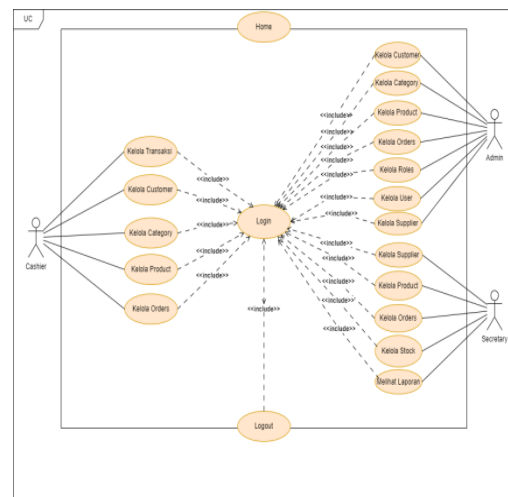 UC
Home
Kelola Customer
Kelola Category
<<include>>
Kelola Product
<<include>>
Admin
Kelola Orders
Kelola Transaksi
<<include>>
Kelola Roles
<<include>>
<<include>>
Kelola Customer
<<include>>
<<include>>
Kelola User
<<include>>
Login
Kelola Supplier
Kelola Category
<<include>>
<<include>>
Kelola Supplier
Cashier
Kelola Product
<<include>>
<<include>>
Kelola Product
Kelola Orders
<<include>>
<<include>>
<<include>>
Kelola Orders
<<include>>
Secretary
Kelola Stock
Melihat Laporan
Logout